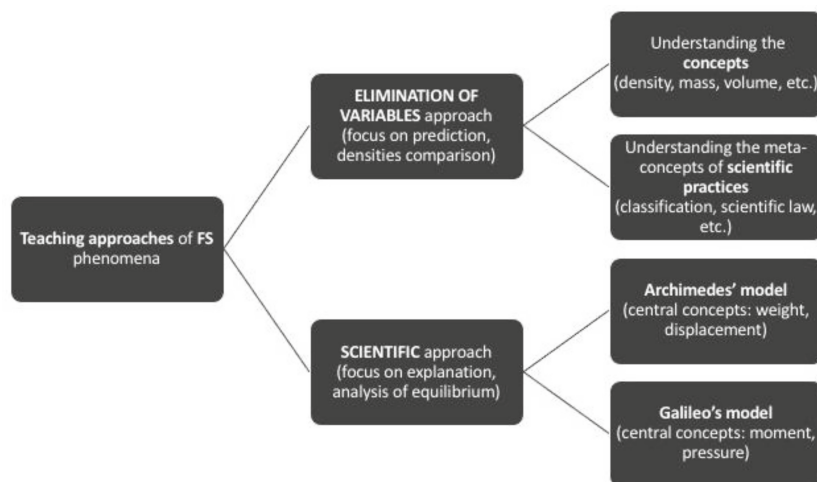 Teaching approaches of FS
phenomena
ELIMINATION OF
VARIABLES approach
(focus on prediction,
densities comparison)
Understanding the
concepts
(density, mass, volume, etc.)
Understanding the meta-
concepts of scientific
practices
(classification, scientific law,
etc.)
SCIENTIFIC approach
(focus on explanation,
analysis of equilibrium)
Archimedes’ model
(central concepts: weight,
displacement)
Galileo’s model
(central concepts: moment,
pressure)